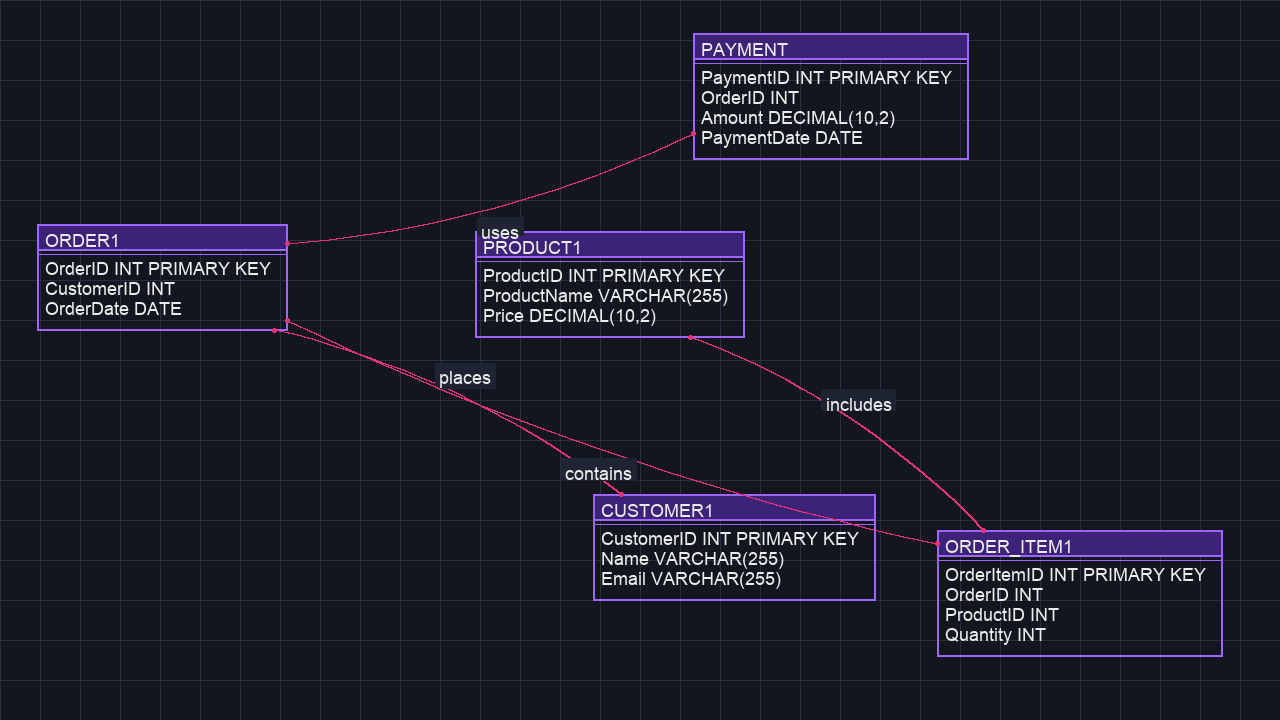 PAYMENT
PaymentID INT PRIMARY KEY
OrderID INT
Amount DECIMAL(10,2)
PaymentDate DATE
ORDER1
OrderID INT PRIMARY KEY
CustomerID INT
OrderDate DATE
uses
PRODUCT1
ProductID INT PRIMARY KEY
ProductName VARCHAR(255)
Price DECIMAL(10,2)
places
includes
contains
CUSTOMER1
CustomerID INT PRIMARY KEY
Name VARCHAR(255)
Email VARCHAR(255)
ORDER_ITEM1
OrderItemID INT PRIMARY KEY
OrderID INT
ProductID INT
Quantity INT